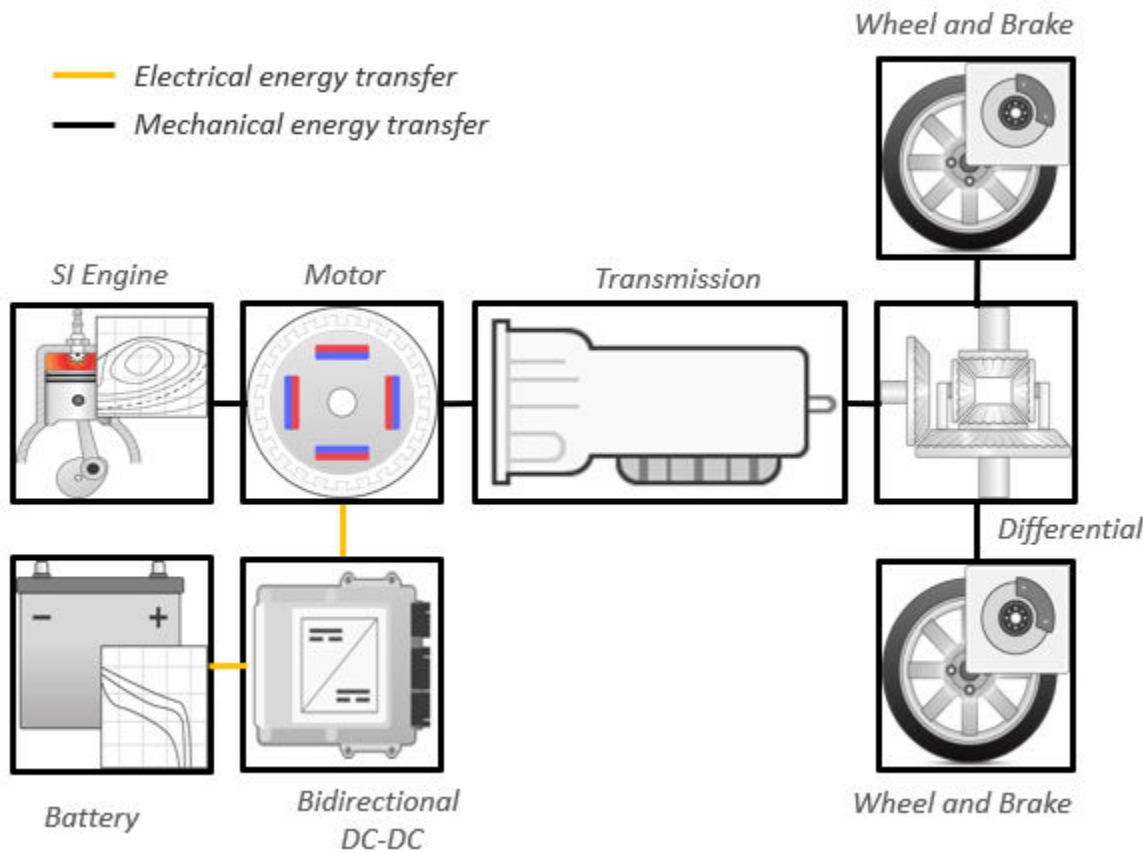 Wheel and Brake
Electrical energy transfer
Mechanical energy transfer
SI Engine
Motor
Transmission
Differential
Battery
Bidirectional
DC-DC
Wheel and Brake